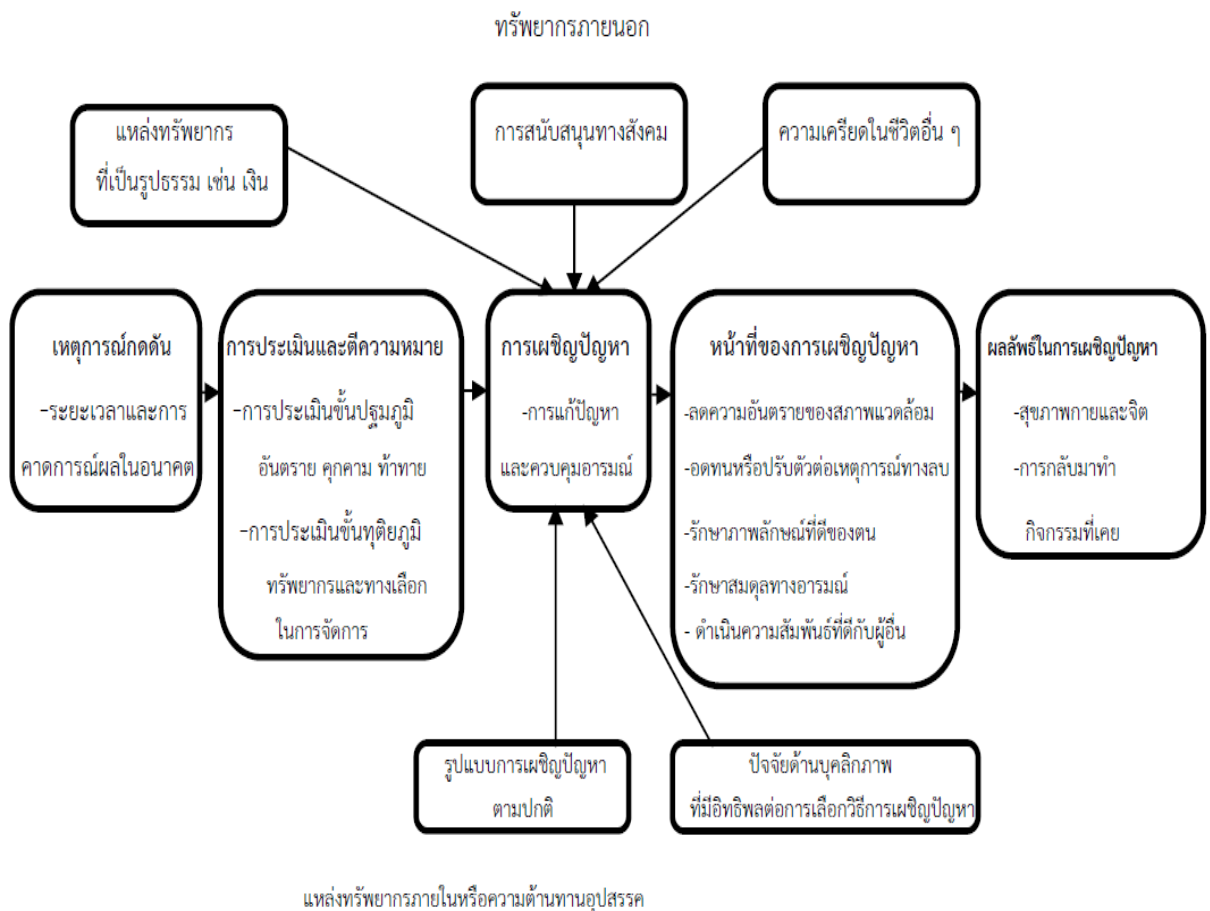 ทรัพยากรภายนอก
แหล่งทรัพยากร
ที่เป็นรูปธรรม เช่น เงิน
การสนับสนุนทางสังคม
ความเครียดในชีวิตอื่น ๆ
เหตุการณ์กดดัน
-ระยะเวลาและการ
คาดการณ์ผลในอนาคต
การประเมินและตีความหมาย
-การประเมินขั้นปฐมภูมิ
อันตราย คุกคาม ท้าทาย
-การประเมินขั้นทุติยภูมิ
ทรัพยากรและทางเลือก
ในการจัดการ
การเผชิญปัญหา
-การแก้ปัญหา
และควบคุมอารมณ์
หน้าที่ของการเผชิญปัญหา
-ลดความอันตรายของสภาพแวดล้อม
-อดทนหรือปรับตัวต่อเหตุการณ์ทางลบ
-รักษาภาพลักษณ์ที่ดีของตน
-รักษาสมดุลทางอารมณ์
- ดำเนินความสัมพันธ์ที่ดีกับผู้อื่น
ผลลัพธ์ในการเผชิญปัญหา
-สุขภาพกายและจิต
-การกลับมาทำ
กิจกรรมที่เคย
รูปแบบการเผชิญปัญหา
ตามปกติ
ปัจจัยด้านบุคลิกภาพ
ที่มีอิทธิพลต่อการเลือกวิธีการเผชิญปัญหา
แหล่งทรัพยากรภายในหรือความต้านทานอุปสรรค